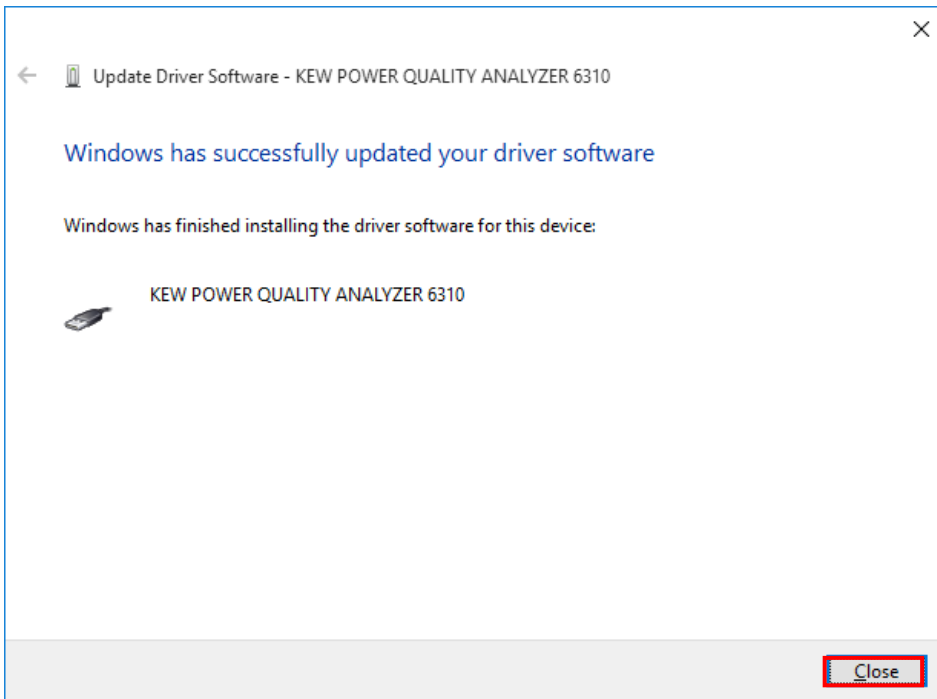 Update Driver Software - KEW POWER QUALITY ANALYZER 6310
Windows has successfully updated your driver software
Windows has finished installing the driver software for this device:
KEW POWER QUALITY ANALYZER 6310
Close